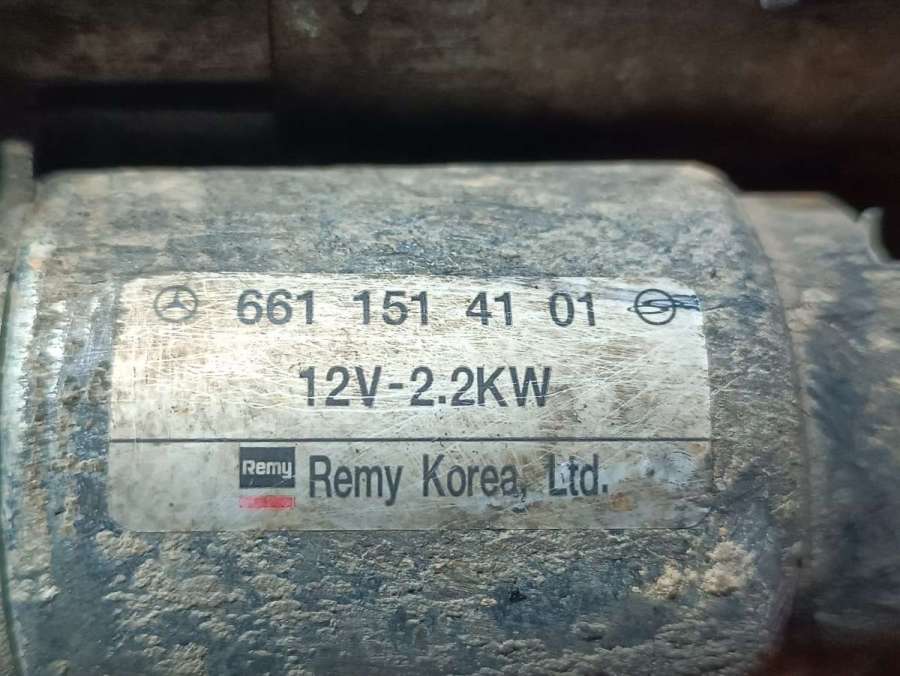 661 151 41 01
12V-2.2KW
Remy Remy Korea, Ltd.